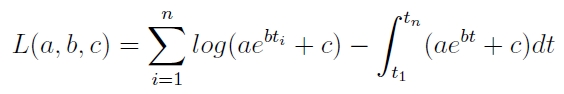 L(a, b, c) = \sum_{i=1}^{n} log(ae^{bt_i} + c) − \int_{t_1}^{t_n} (ae^{bt} + c)dt